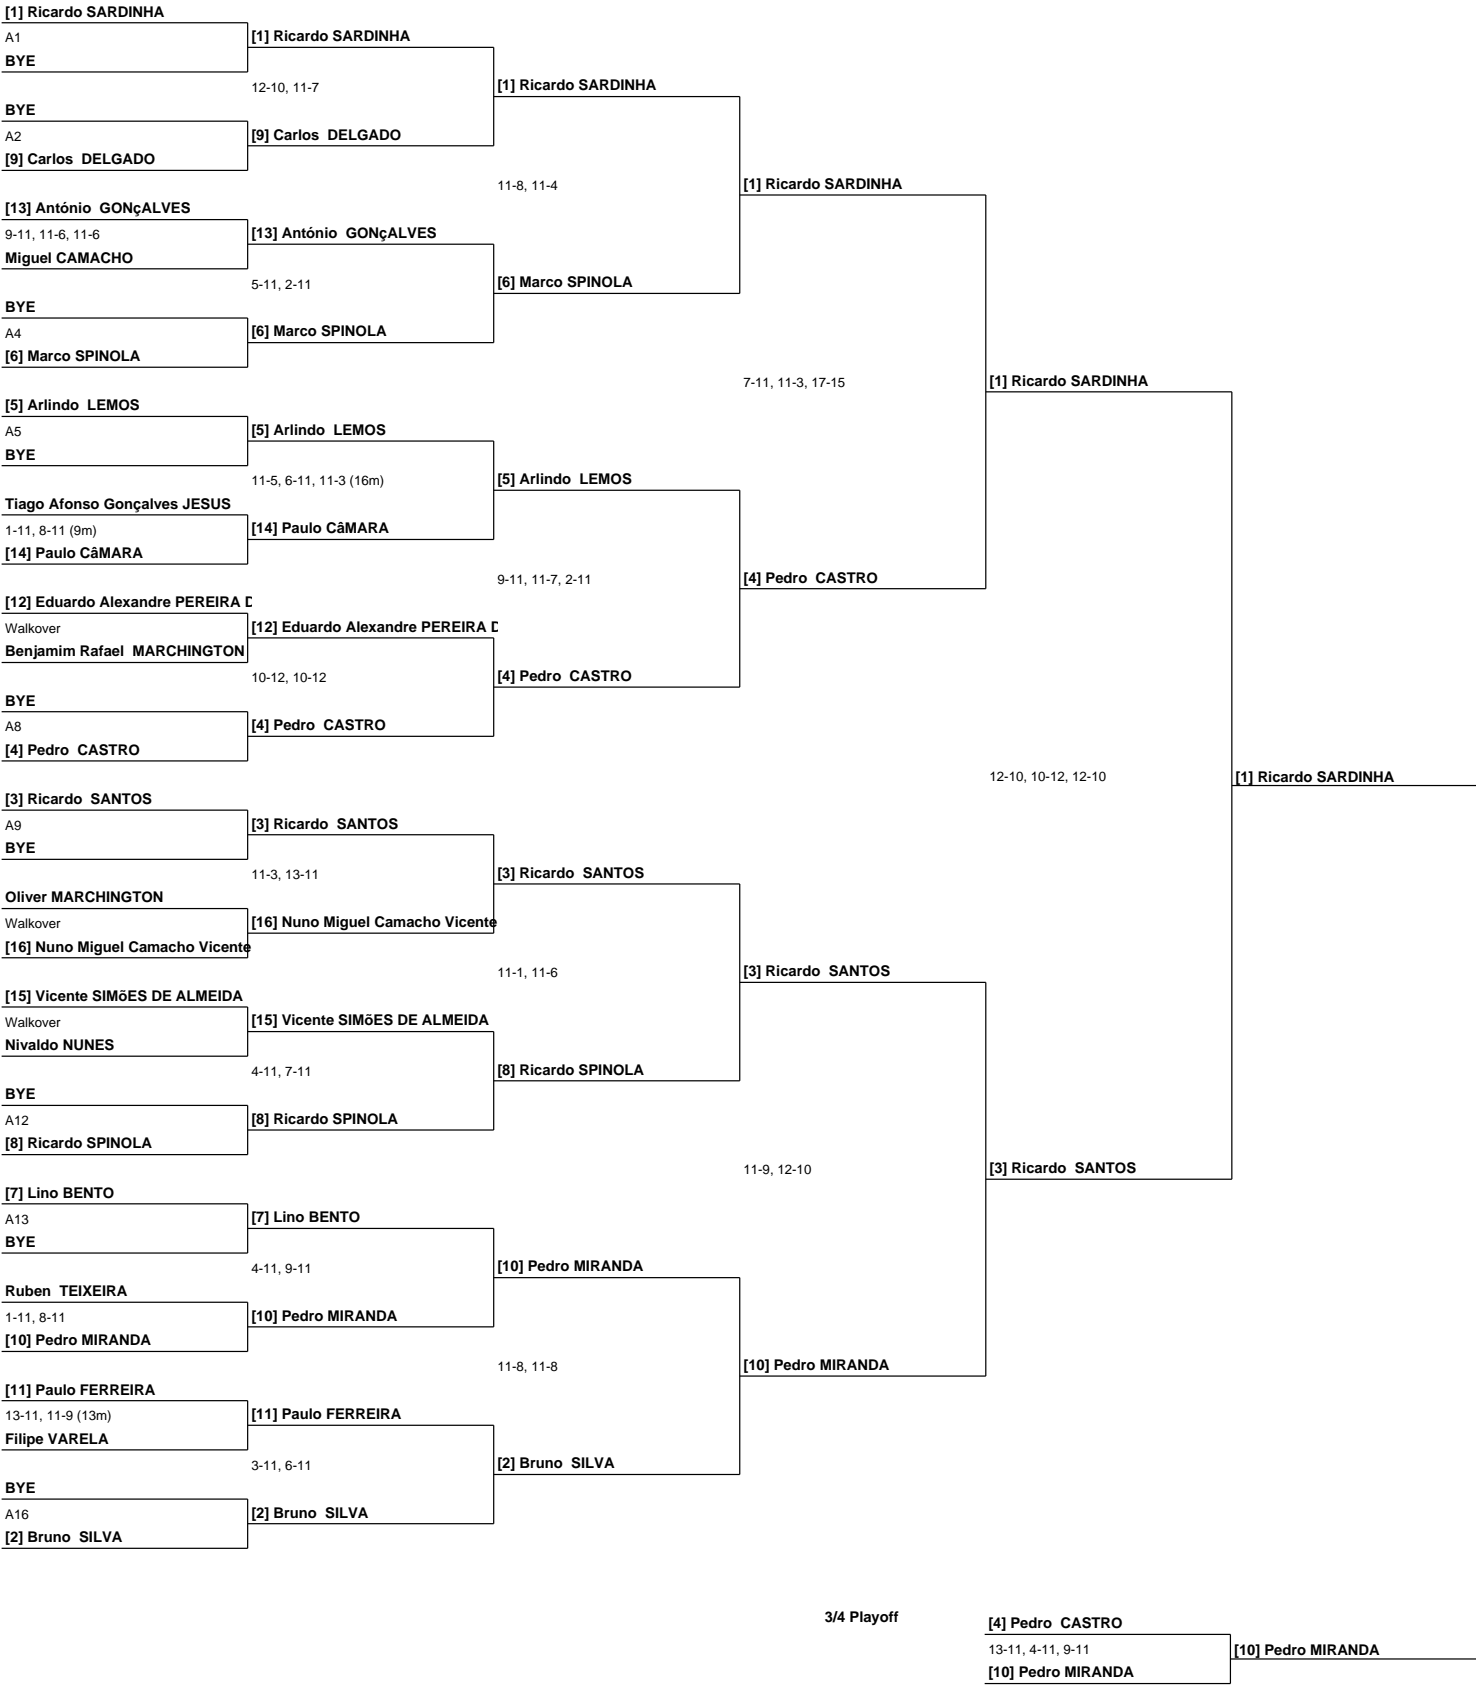 [1] Ricardo SARDINHA
A1
BYE
BYE
A2
[9] Carlos DELGADO
[13] António GONçALVES
9-11, 11-6, 11-6
Miguel CAMACHO
BYE
A4
[6] Marco SPINOLA
[5] Arlindo LEMOS
A5
BYE
Tiago Afonso Gonçalves JESUS
1-11, 8-11 (9m)
[14] Paulo CâMARA
[12] Eduardo Alexandre PEREIRA D
Walkover
Benjamim Rafael MARCHINGTON
BYE
A8
[4] Pedro CASTRO
[3] Ricardo SANTOS
A9
BYE
Oliver MARCHINGTON
Walkover
[16] Nuno Miguel Camacho Vicente
[15] Vicente SIMõES DE ALMEIDA
Walkover
Nivaldo NUNES
BYE
A12
[8] Ricardo SPINOLA
[7] Lino BENTO
A13
BYE
Ruben TEIXEIRA
1-11, 8-11
[10] Pedro MIRANDA
[11] Paulo FERREIRA
13-11, 11-9 (13m)
Filipe VARELA
BYE
A16
[2] Bruno SILVA
[1] Ricardo SARDINHA
12-10, 11-7
[9] Carlos DELGADO
[13] António GONçALVES
5-11, 2-11
[6] Marco SPINOLA
[5] Arlindo LEMOS
11-5, 6-11, 11-3 (16m)
[14] Paulo CâMARA
[12] Eduardo Alexandre PEREIRA D
10-12, 10-12
[4] Pedro CASTRO
[3] Ricardo SANTOS
11-3, 13-11
[16] Nuno Miguel Camacho Vicente
[15] Vicente SIMõES DE ALMEIDA
4-11, 7-11
[8] Ricardo SPINOLA
[7] Lino BENTO
4-11, 9-11
[10] Pedro MIRANDA
[11] Paulo FERREIRA
3-11, 6-11
[2] Bruno SILVA
[1] Ricardo SARDINHA
11-8, 11-4
[6] Marco SPINOLA
[5] Arlindo LEMOS
9-11, 11-7, 2-11
[4] Pedro CASTRO
[3] Ricardo SANTOS
11-1, 11-6
[8] Ricardo SPINOLA
[10] Pedro MIRANDA
11-8, 11-8
[2] Bruno SILVA
[1] Ricardo SARDINHA
7-11, 11-3, 17-15
[4] Pedro CASTRO
[3] Ricardo SANTOS
11-9, 12-10
[10] Pedro MIRANDA
[1] Ricardo SARDINHA
12-10, 10-12, 12-10
[3] Ricardo SANTOS
[1] Ricardo SARDINHA
3/4 Playoff
[4] Pedro CASTRO
13-11, 4-11, 9-11
[10] Pedro MIRANDA
[10] Pedro MIRANDA